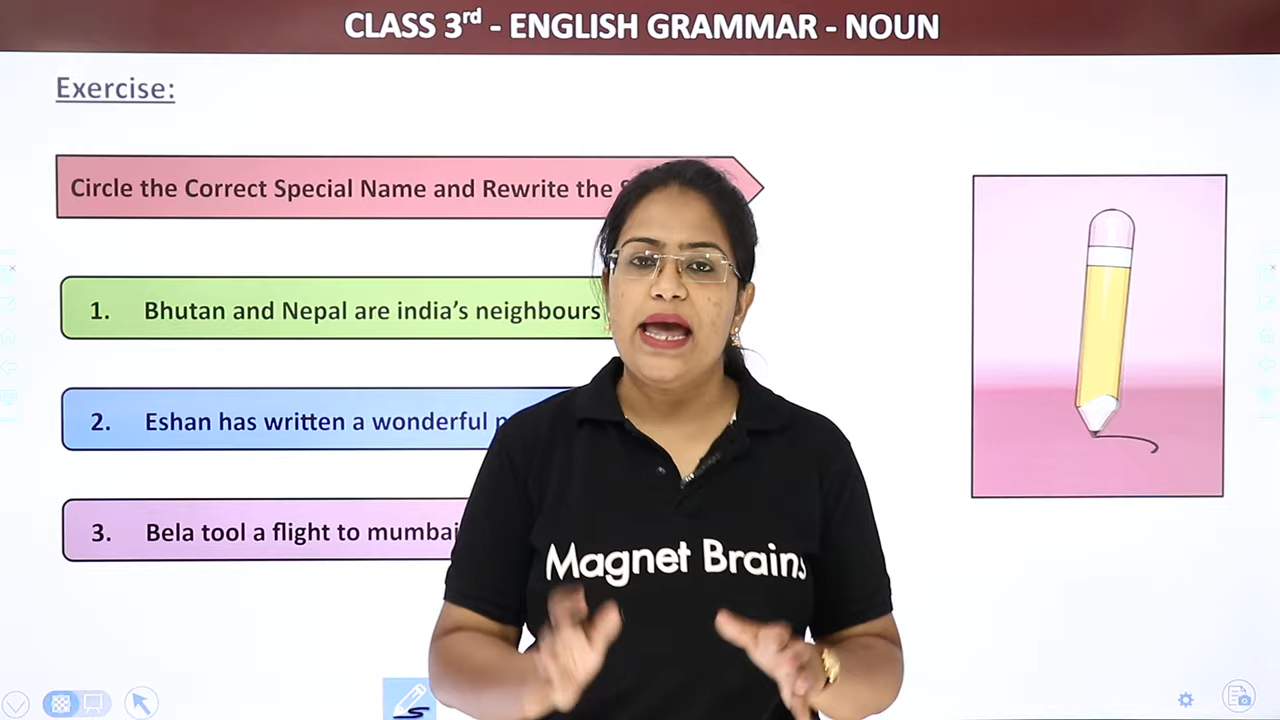 CLASS 3rd - ENGLISH GRAMMAR - NOUN
Exercise:
Circle the Correct Special Name and Rewrite the
1. Bhutan and Nepal are india's neighbours
2. Eshan has written a wonderful
3. Bela tool a flight to mumbai
Magnet Brains